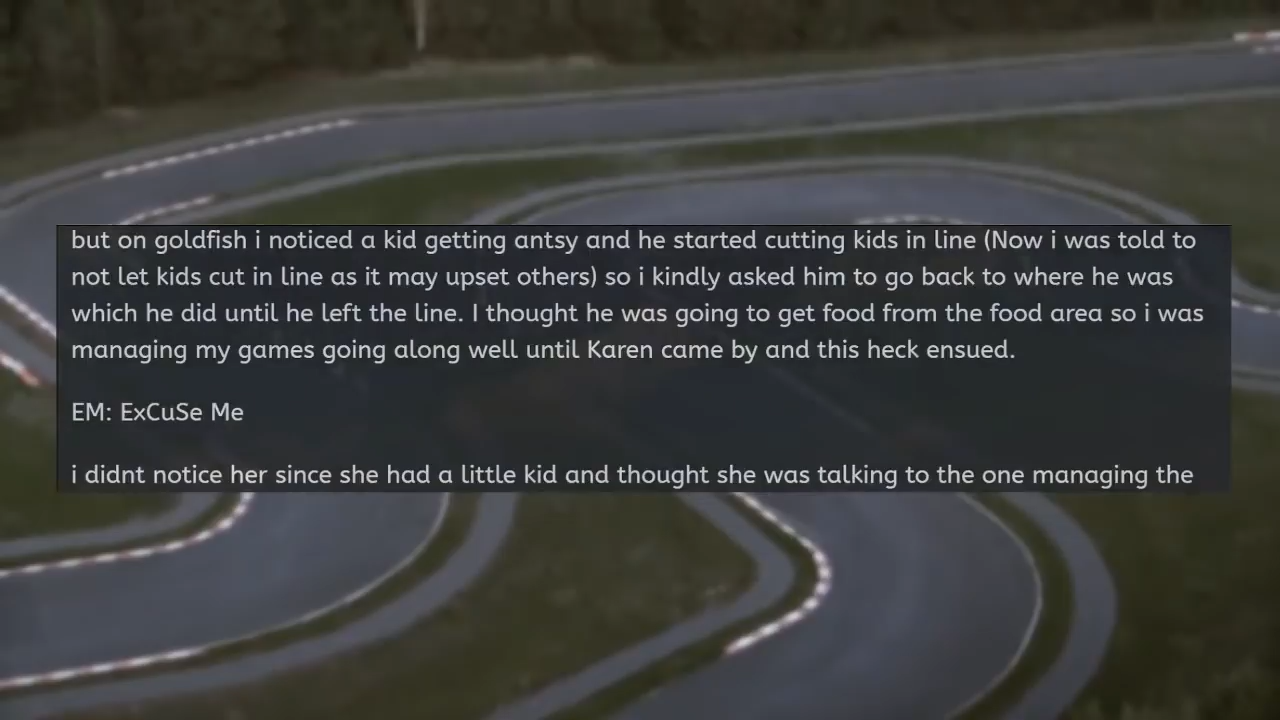 but on goldfish i noticed a kid getting antsy and he started cutting kids in line (Now i was told to
not let kids cut in line as it may upset others) so i kindly asked him to go back to where he was
which he did until he left the line. I thought he was going to get food from the food area so i was
managing my games going along well until Karen came by and this heck ensued.
EM: ExCuSe Me
i didnt notice her since she had a little kid and thought she was talking to the one managing the